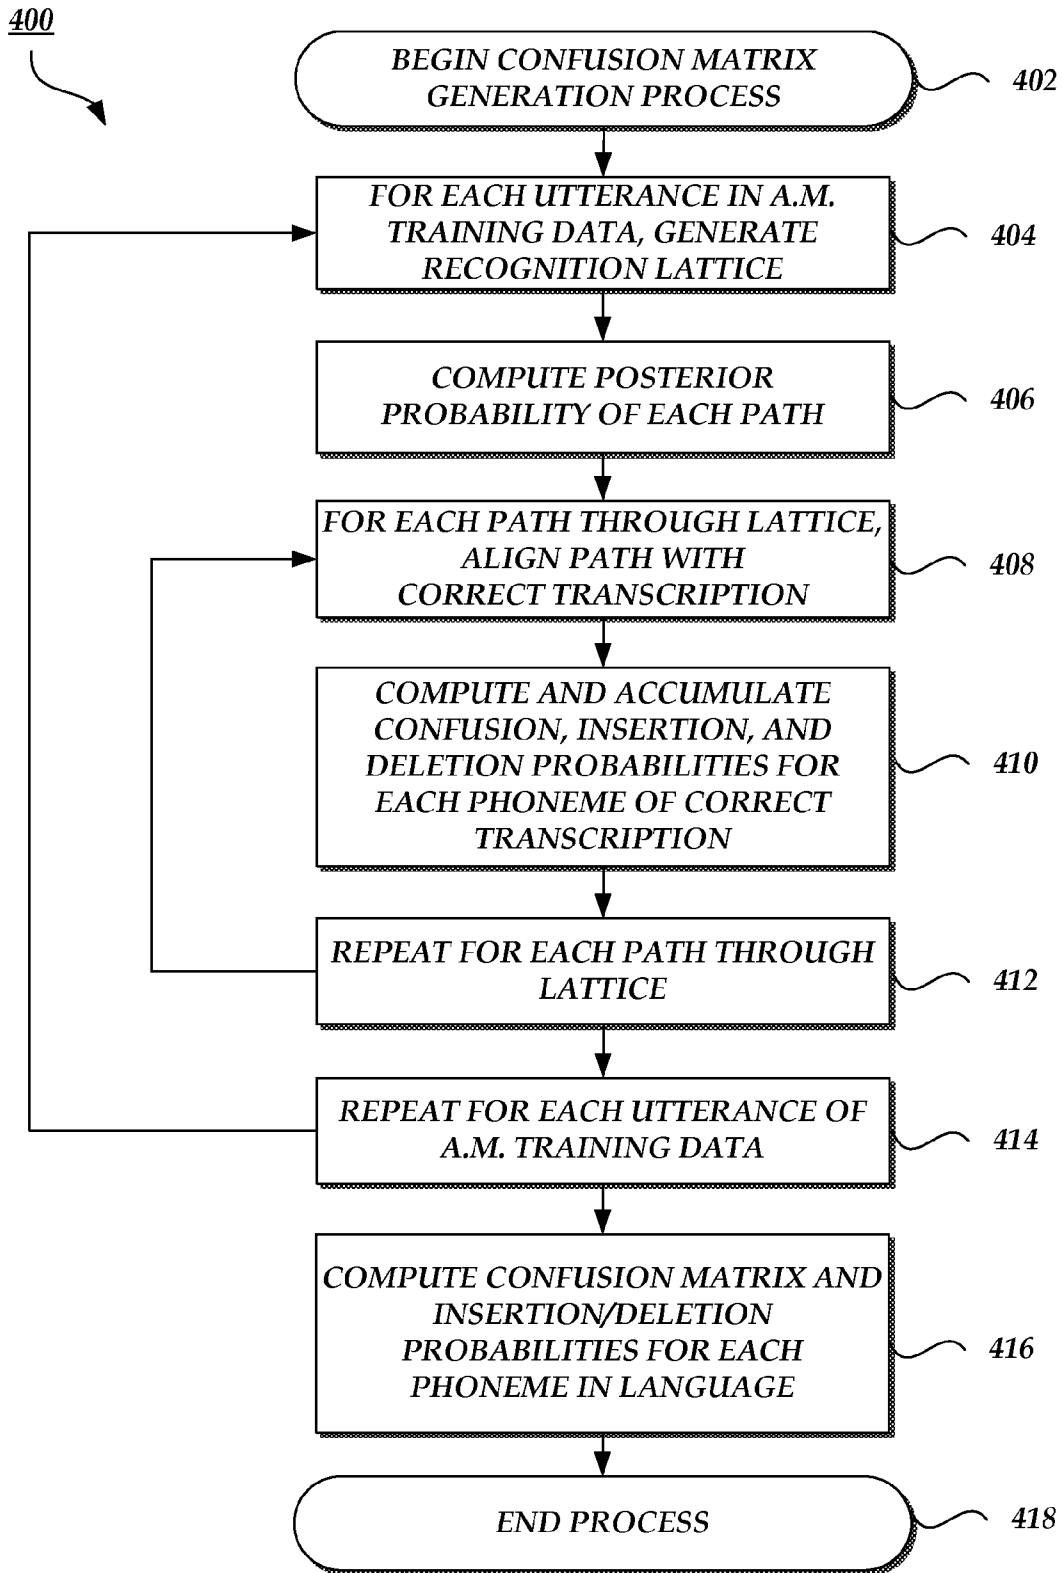 400
BEGIN CONFUSION MATRIX
GENERATION PROCESS
402
FOR EACH UTTERANCE IN A.M.
TRAINING DATA, GENERATE
RECOGNITION LATTICE
404
COMPUTE POSTERIOR
PROBABILITY OF EACH PATH
406
FOR EACH PATH THROUGH LATTICE,
ALIGN PATH WITH
CORRECT TRANSCRIPTION
408
COMPUTE AND ACCUMULATE
CONFUSION, INSERTION, AND
DELETION PROBABILITIES FOR
EACH PHONEME OF CORRECT
TRANSCRIPTION
410
REPEAT FOR EACH PATH THROUGH
LATTICE
412
REPEAT FOR EACH UTTERANCE OF
A.M. TRAINING DATA
414
COMPUTE CONFUSION MATRIX AND
INSERTION/DELETION
PROBABILITIES FOR EACH
PHONEME IN LANGUAGE
416
END PROCESS
418